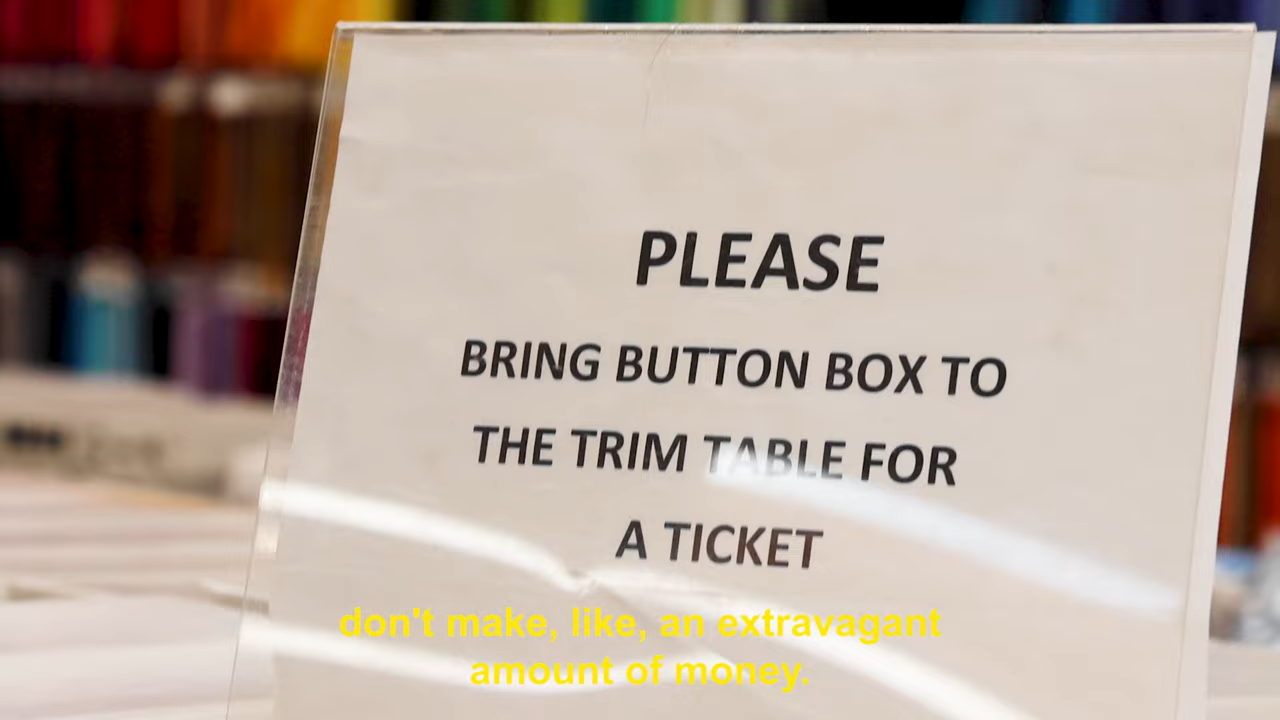 PLEASE
BRING BUTTON BOX TO
THE TRIM TABLE FOR
A TICKET
don't make, like, an extravagant
amount of money.